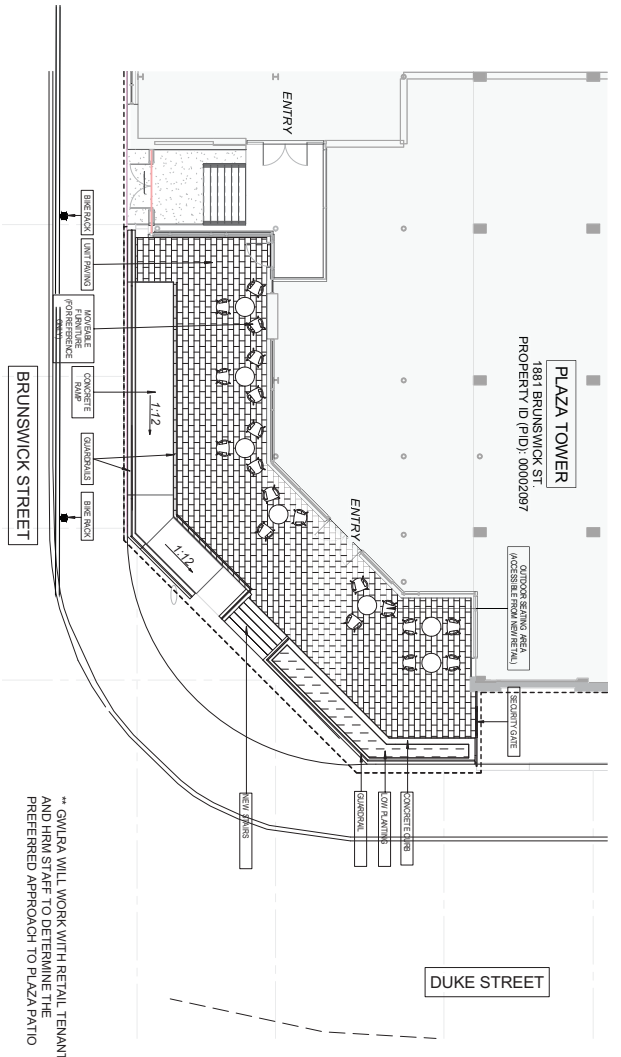 ENTRY
PLAZA TOWER
1881 BRUNSWICK ST.
PROPERTY ID (PID): 00002097
ENTRY
OUTDOOR SEATING AREA
(ACCESSIBLE FROM NEW RETAIL)
SECURITY GATE
BIKE RACK
UNIT PAVING
MOVEABLE
FURNITURE
(FOR REFERENCE
ONLY)
CONCRETE
RAMP
GUARDRAILS
BIKE RACK
1:12
1:12
BRUNSWICK STREET
NEW STAIRS
GUARDRAIL
LOW PLANTING
CONCRETE CURB
DUKE STREET
** GWLRA WILL WORK WITH RETAIL TENANT
AND HRM STAFF TO DETERMINE THE
PREFERRED APPROACH TO PLAZA PATIO